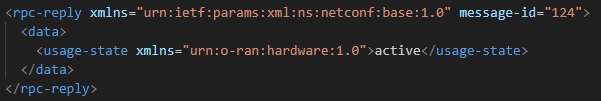 <rpc-reply xmlns="urn:ietf:params:xml:ns:netconf:base:1.0" message-id="124">
  <data>
    <usage-state xmlns="urn:o-ran:hardware:1.0">active</usage-state>
  </data>
</rpc-reply>